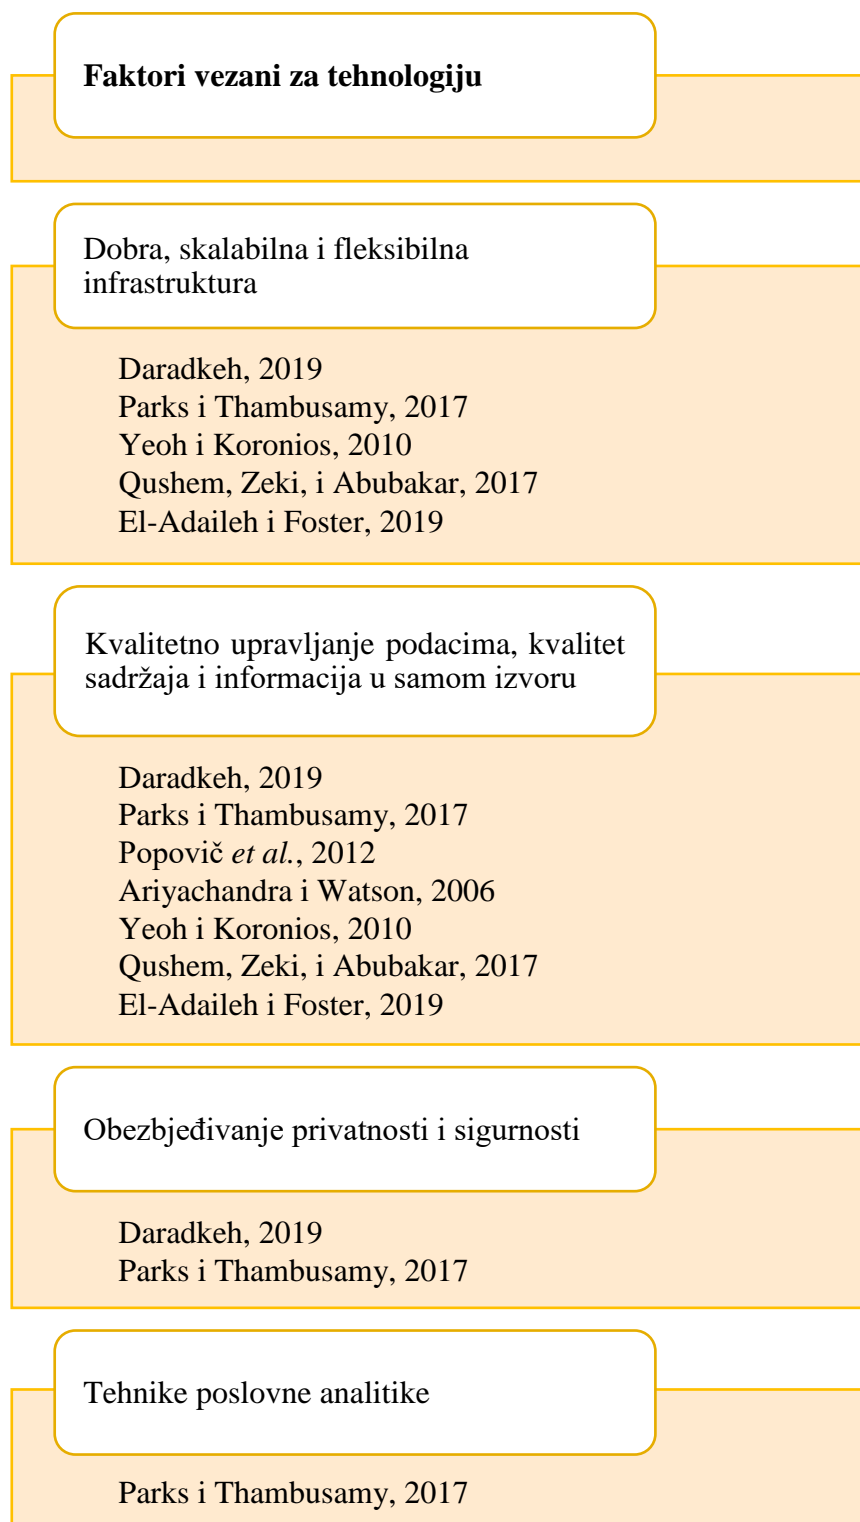 Faktori vezani za tehnologiju
Dobra, skalabilna i fleksibilna
infrastruktura
Daradkeh, 2019
Parks i Thambusamy, 2017
Yeoh i Koronios, 2010
Qushem, Zeki, i Abubakar, 2017
El-Adaileh i Foster, 2019
Kvalitetno upravljanje podacima, kvalitet
sadržaja i informacija u samom izvoru
Daradkeh, 2019
Parks i Thambusamy, 2017
Popovič et al., 2012
Ariyachandra i Watson, 2006
Yeoh i Koronios, 2010
Qushem, Zeki, i Abubakar, 2017
El-Adaileh i Foster, 2019
Obezbjeđivanje privatnosti i sigurnosti
Daradkeh, 2019
Parks i Thambusamy, 2017
Tehnike poslovne analitike
Parks i Thambusamy, 2017